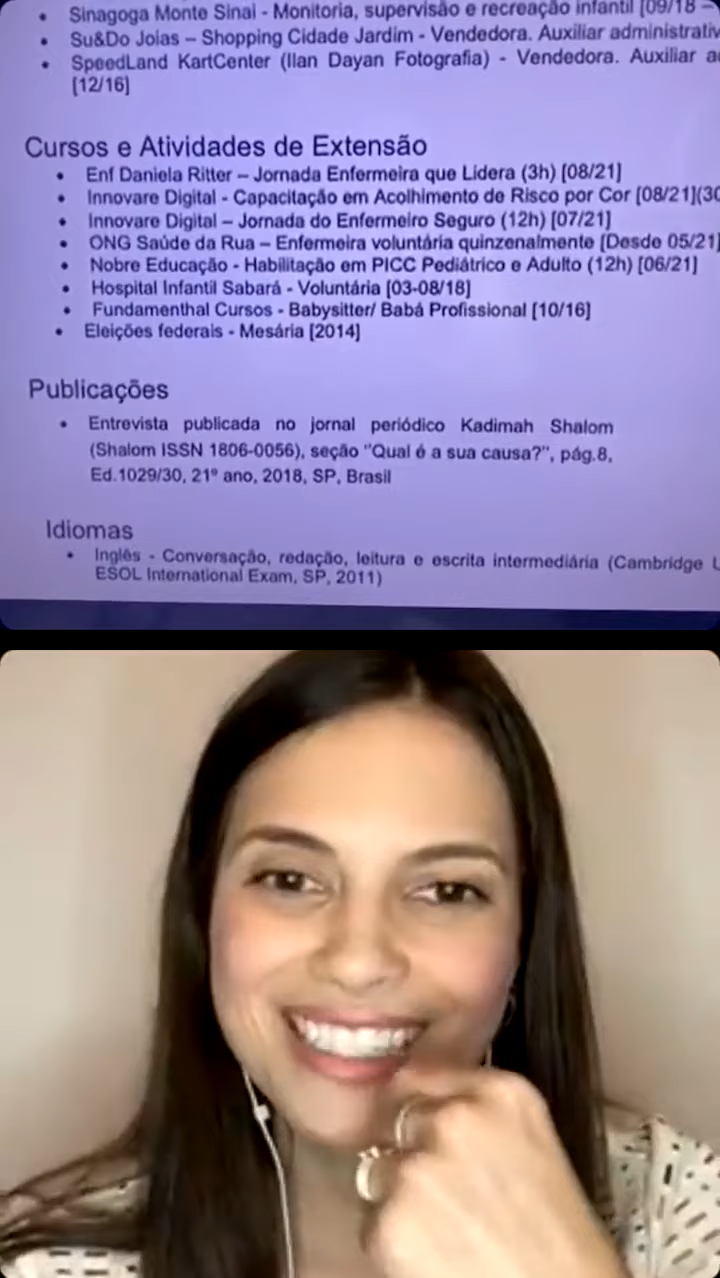 Sinagoga Monte Sinai - Monitoria, supervisão e recreação infantil [09/18 –
Su&Do Joias – Shopping Cidade Jardim - Vendedora. Auxiliar administrativ
SpeedLand KartCenter (Ilan Dayan Fotografia) - Vendedora. Auxiliar
[12/16]
Cursos e Atividades de Extensão
Enf Daniela Ritter – Jornada Enfermeira que Lidera (3h) [08/21]
Innovare Digital - Capacitação em Acolhimento de Risco por Cor [08/21](30
Innovare Digital – Jornada do Enfermeiro Seguro (12h) [07/21]
ONG Saúde da Rua – Enfermeira voluntária quinzenalmente [Desde 05/21]
Nobre Educação - Habilitação em PICC Pediátrico e Adulto (12h) [06/21]
Hospital Infantil Sabará - Voluntária [03-08/18]
Fundamenthal Cursos - Babysitter/ Babá Profissional [10/16]
Eleições federais - Mesária [2014]
Publicações
Entrevista publicada no jornal periódico Kadimah Shalom
(Shalom ISSN 1806-0056), seção "Qual é a sua causa?", pág.8,
Ed.1029/30, 21º ano, 2018, SP, Brasil
Idiomas
Inglês - Conversação, redação, leitura e escrita intermediária (Cambridge
ESOL International Exam, SP, 2011)